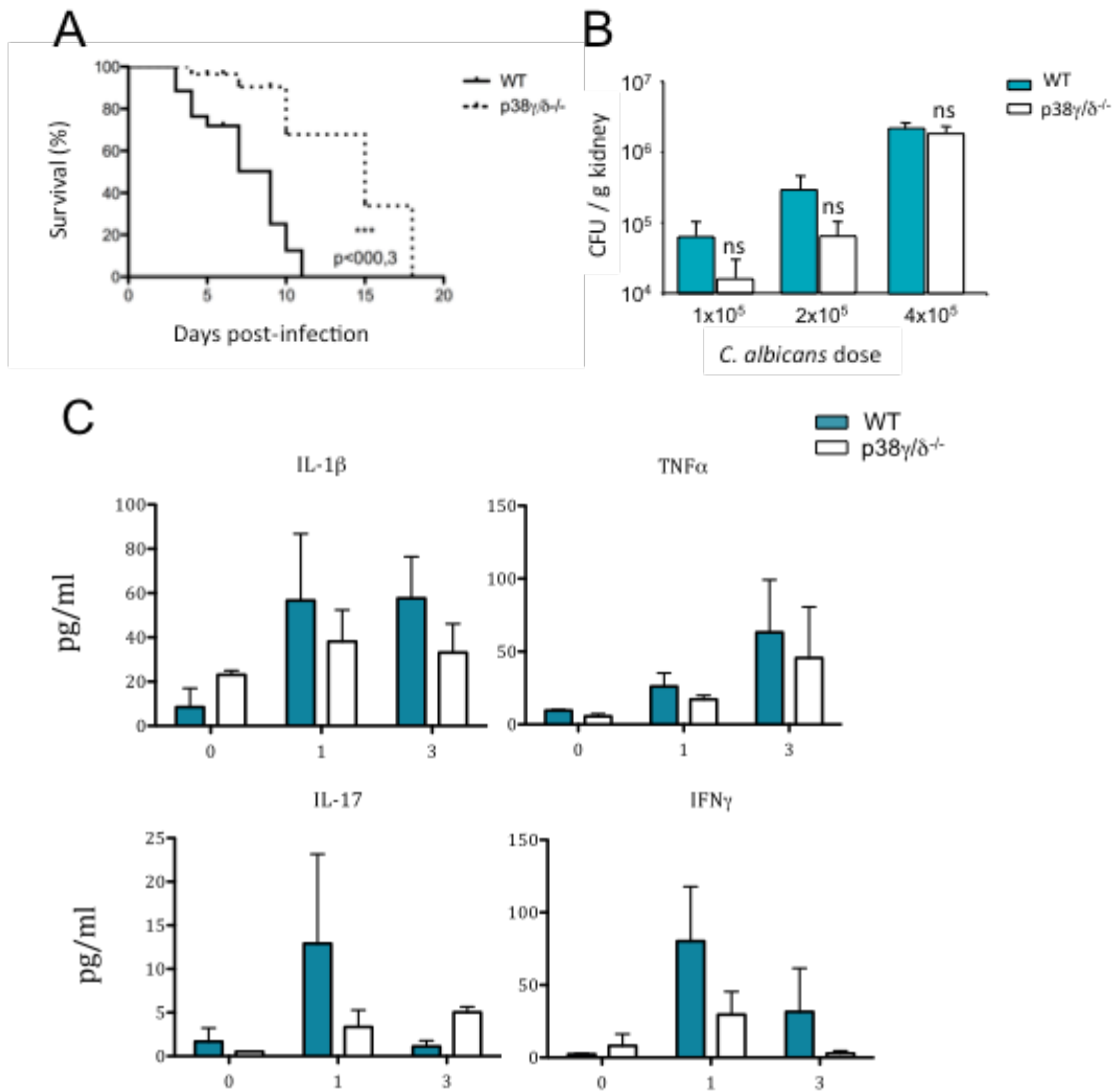 A
100
80
60
40
20
0
Survival (%)
0 5 10 15 20
Days post-infection
WT
p38γ/δ-/-
***
p<000,3
B
10⁷
10⁶
10⁵
10⁴
CFU / g kidney
ns
ns
ns
1x10⁵ 2x10⁵ 4x10⁵
C. albicans dose
WT
p38γ/δ⁻/⁻
C
WT
p38γ/δ⁻/⁻
IL-1β
100
80
60
40
20
0
pg/ml
0 1 3
TNFα
150
100
50
0
0 1 3
IL-17
25
20
15
10
5
0
pg/ml
0 1 3
IFNγ
150
100
50
0
0 1 3